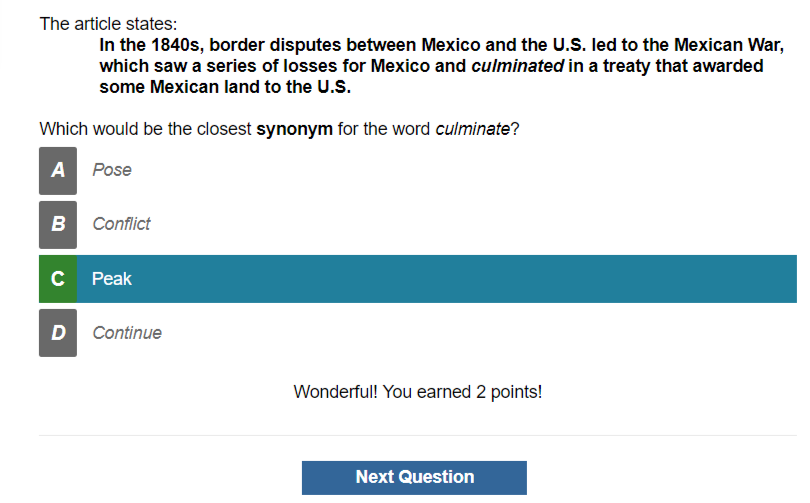 The article states:
In the 1840s, border disputes between Mexico and the U.S. led to the Mexican War,
which saw a series of losses for Mexico and culminated in a treaty that awarded
some Mexican land to the U.S.
Which would be the closest synonym for the word culminate?
A Pose
B Conflict
C Peak
D Continue
Wonderful! You earned 2 points!
Next Question